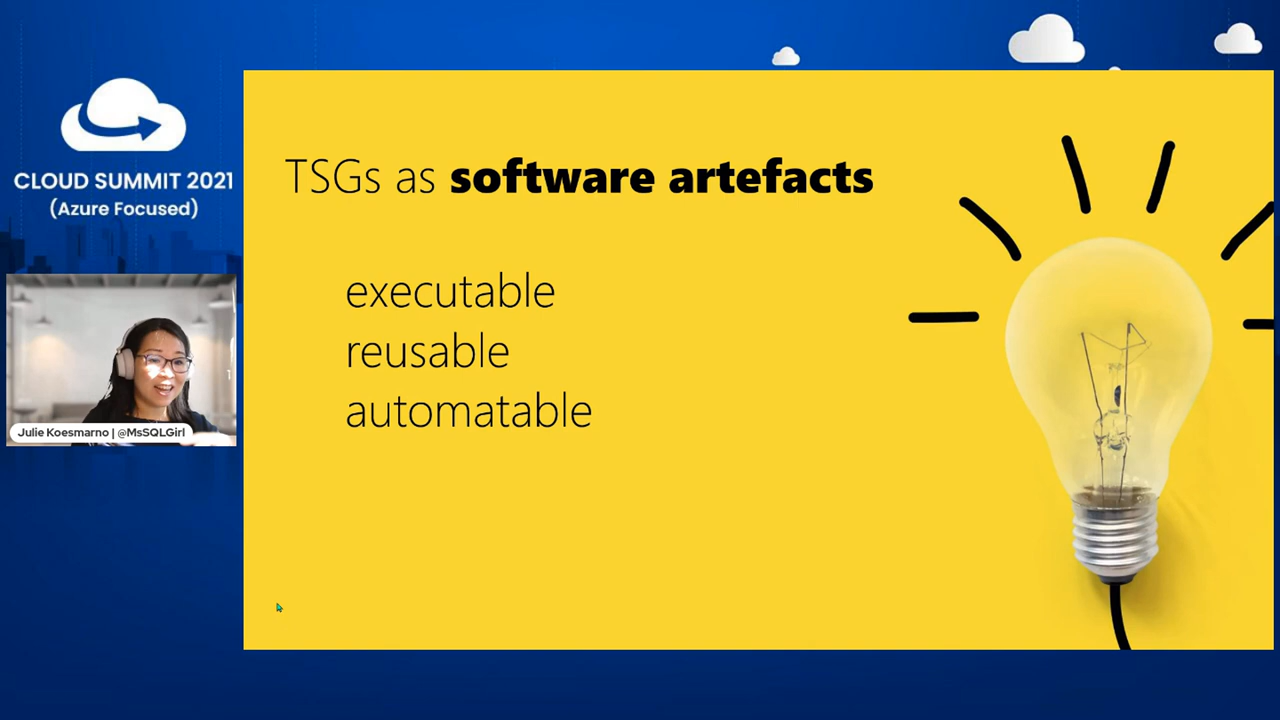 CLOUD SUMMIT 2021
(Azure Focused)
Julie Koesmarno | @MsSQLGirl
TSGs as software artefacts
executable
reusable
automatable